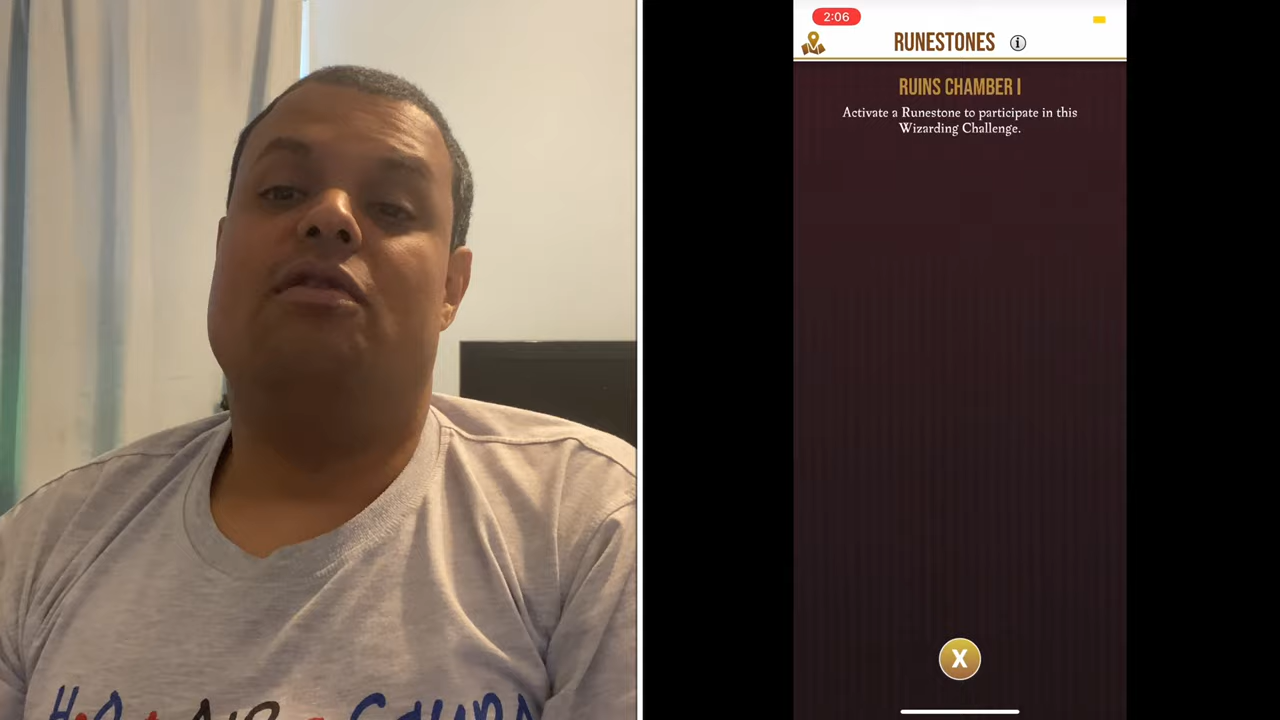 2:06
RUNESTONES
RUINS CHAMBER I
Activate a Runestone to participate in this
Wizarding Challenge.
X